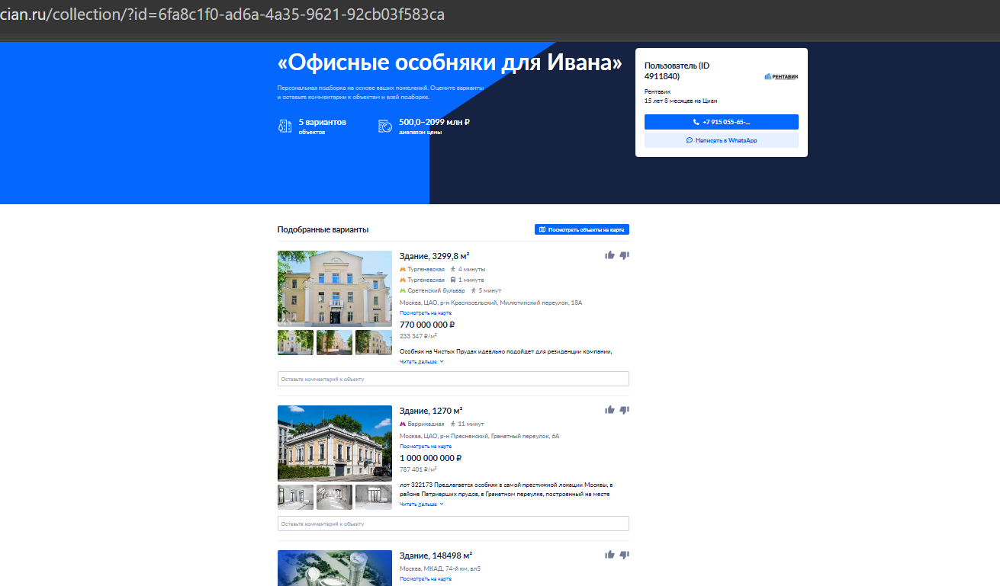 cian.ru/collection/?id=6fa8c1f0-ad6a-4a35-9621-92cb03f583ca
«Офисные особняки для Ивана»
Персональная подборка на основе ваших пожеланий. Оцените варианты
и оставьте комментарии к объектам и всей подборке.
5 вариантов
объектов
500,0–2099 млн ₽
диапазон цены
Пользователь (ID
4911840)
РЕНТАВИК
Рентавик
15 лет 8 месяцев на Циан
+7 915 055-65-...
Написать в WhatsApp
Подобранные варианты
Посмотреть объекты на карте
Здание, 3299,8 м²
Тургеневская 4 минуты
Тургеневская 1 минута
Сретенский бульвар 5 минут
Москва, ЦАО, р-н Красносельский, Милютинский переулок, 18А
Посмотреть на карте
770 000 000 ₽
233 347 ₽/м²
Особняк на Чистых Прудах идеально подойдет для резиденции компании,
Читать дальше
Оставьте комментарий к объекту
Здание, 1270 м²
Баррикадная 11 минут
Москва, ЦАО, р-н Пресненский, Гранатный переулок, 6А
Посмотреть на карте
1 000 000 000 ₽
787 401 ₽/м²
лот 322173 Предлагается особняк в самой престижной локации Москвы, в
районе Патриарших прудов, в Гранатном переулке, построенный на месте
Читать дальше
Оставьте комментарий к объекту
Здание, 148498 м²
Москва, МКАД, 74-й км, вл5
Посмотреть на карте